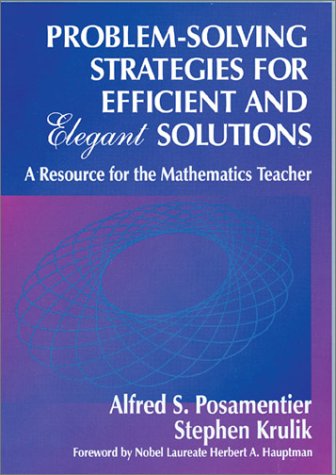 PROBLEM-SOLVING
STRATEGIES FOR
EFFICIENT AND
Elegant SOLUTIONS
A Resource for the Mathematics Teacher
Alfred S. Posamentier
Stephen Krulik
Foreword by Nobel Laureate Herbert A. Hauptman